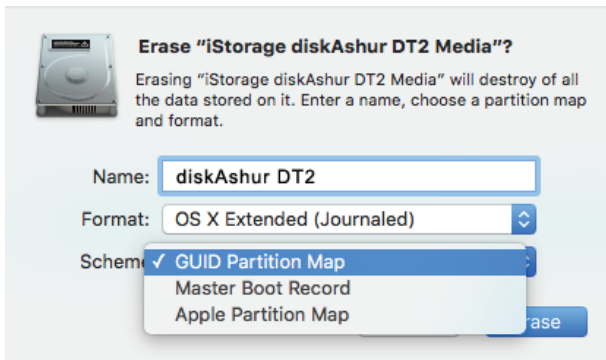 Erase “iStorage diskAshur DT2 Media”?
Erasing “iStorage diskAshur DT2 Media” will destroy of all
the data stored on it. Enter a name, choose a partition map
and format.
Name: diskAshur DT2
Format: OS X Extended (Journaled)
Schem ✓ GUID Partition Map
Master Boot Record
Apple Partition Map
rase